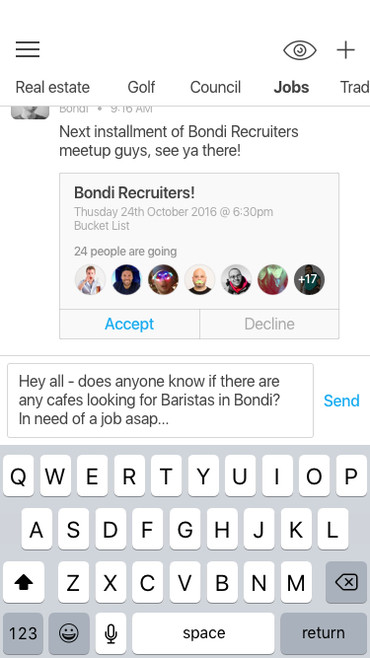 Real estate Golf Council Jobs Trad
Bondi • 9:16 AM
Next installment of Bondi Recruiters
meetup guys, see ya there!
Bondi Recruiters!
Thusday 24th October 2016 @ 6:30pm
Bucket List
24 people are going
+17
Accept Decline
Hey all - does anyone know if there are
any cafes looking for Baristas in Bondi?
In need of a job asap...
Send
Q W E R T Y U I O P
A S D F G H J K L
Z X C V B N M
123 space return